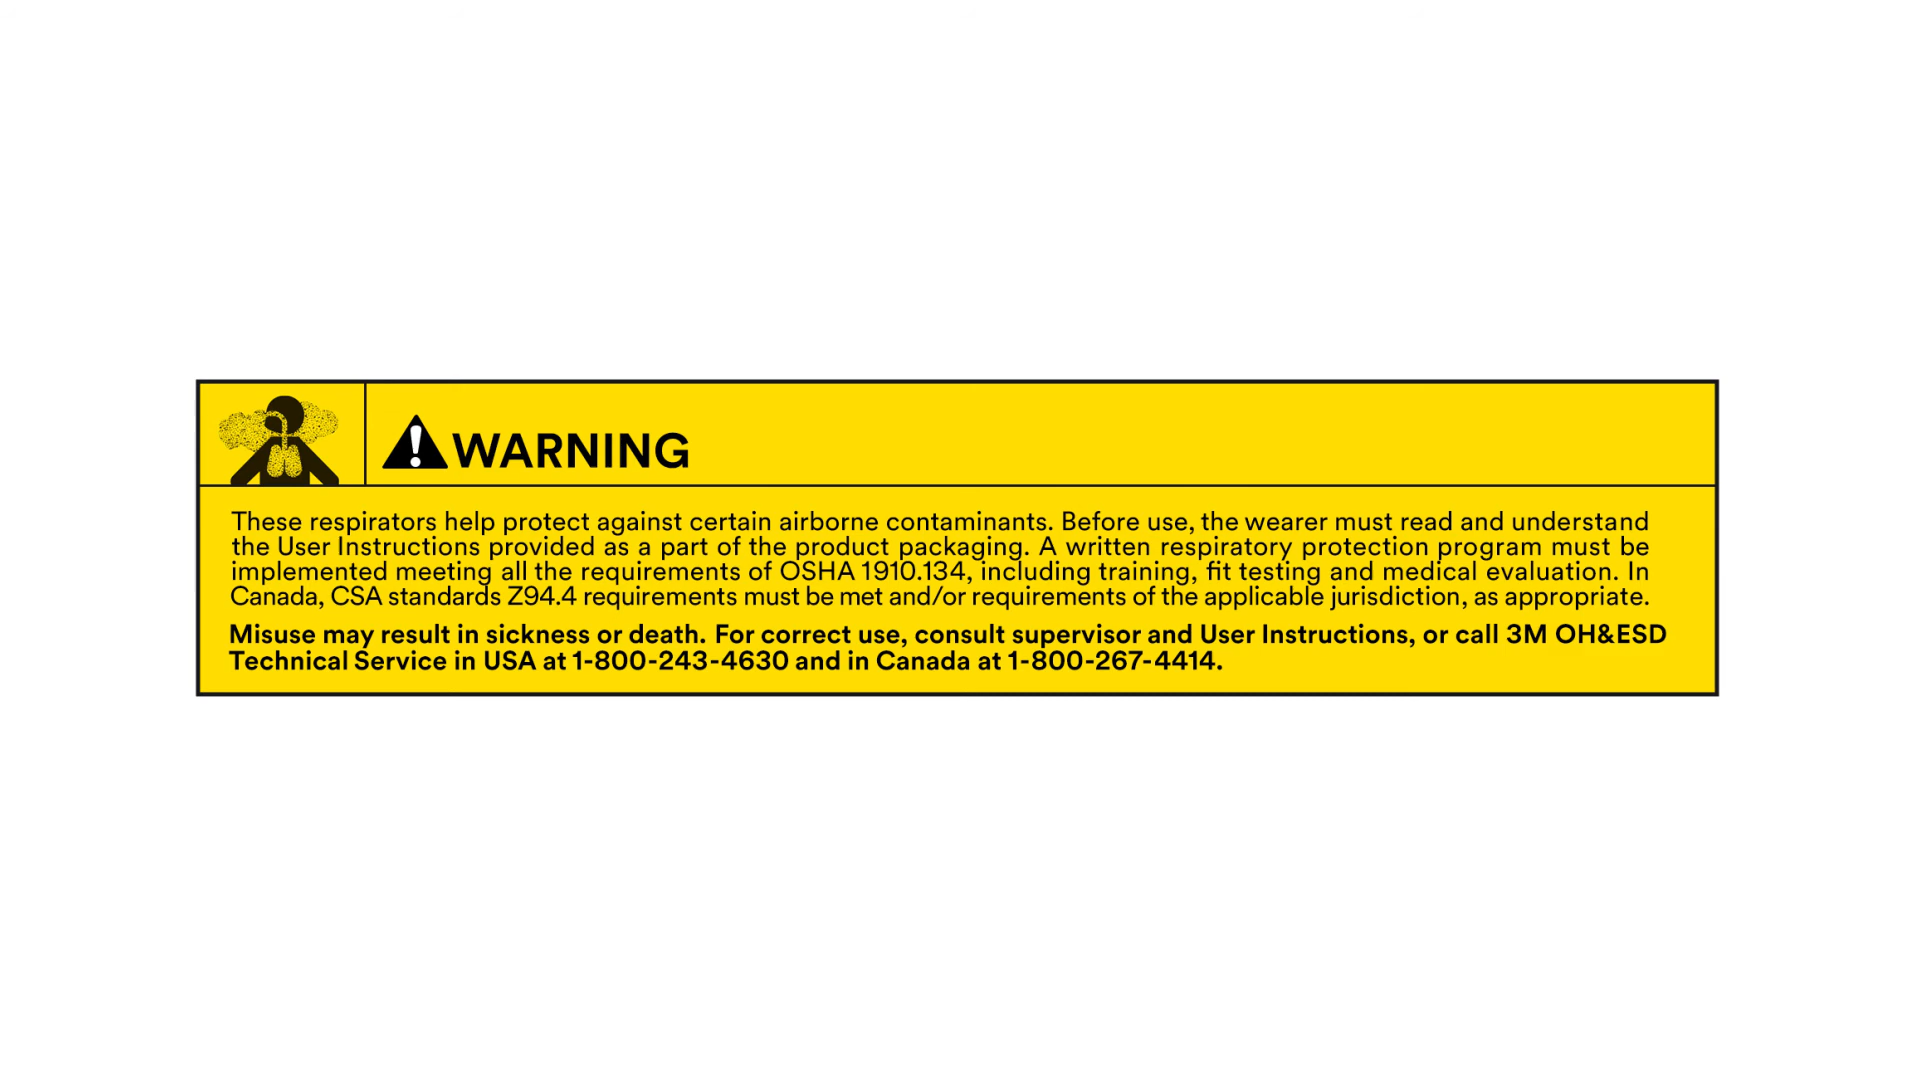 WARNING
These respirators help protect against certain airborne contaminants. Before use, the wearer must read and understand
the User Instructions provided as a part of the product packaging. A written respiratory protection program must be
implemented meeting all the requirements of OSHA 1910.134, including training, fit testing and medical evaluation. In
Canada, CSA standards Z94.4 requirements must be met and/or requirements of the applicable jurisdiction, as appropriate.
Misuse may result in sickness or death. For correct use, consult supervisor and User Instructions, or call 3M OH&ESD
Technical Service in USA at 1-800-243-4630 and in Canada at 1-800-267-4414.